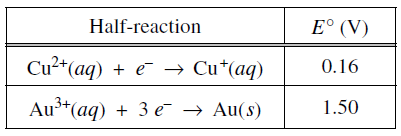 Half-reaction E° (V)
Cu²⁺(aq) + e⁻ → Cu⁺(aq) 0.16
Au³⁺(aq) + 3 e⁻ → Au(s) 1.50